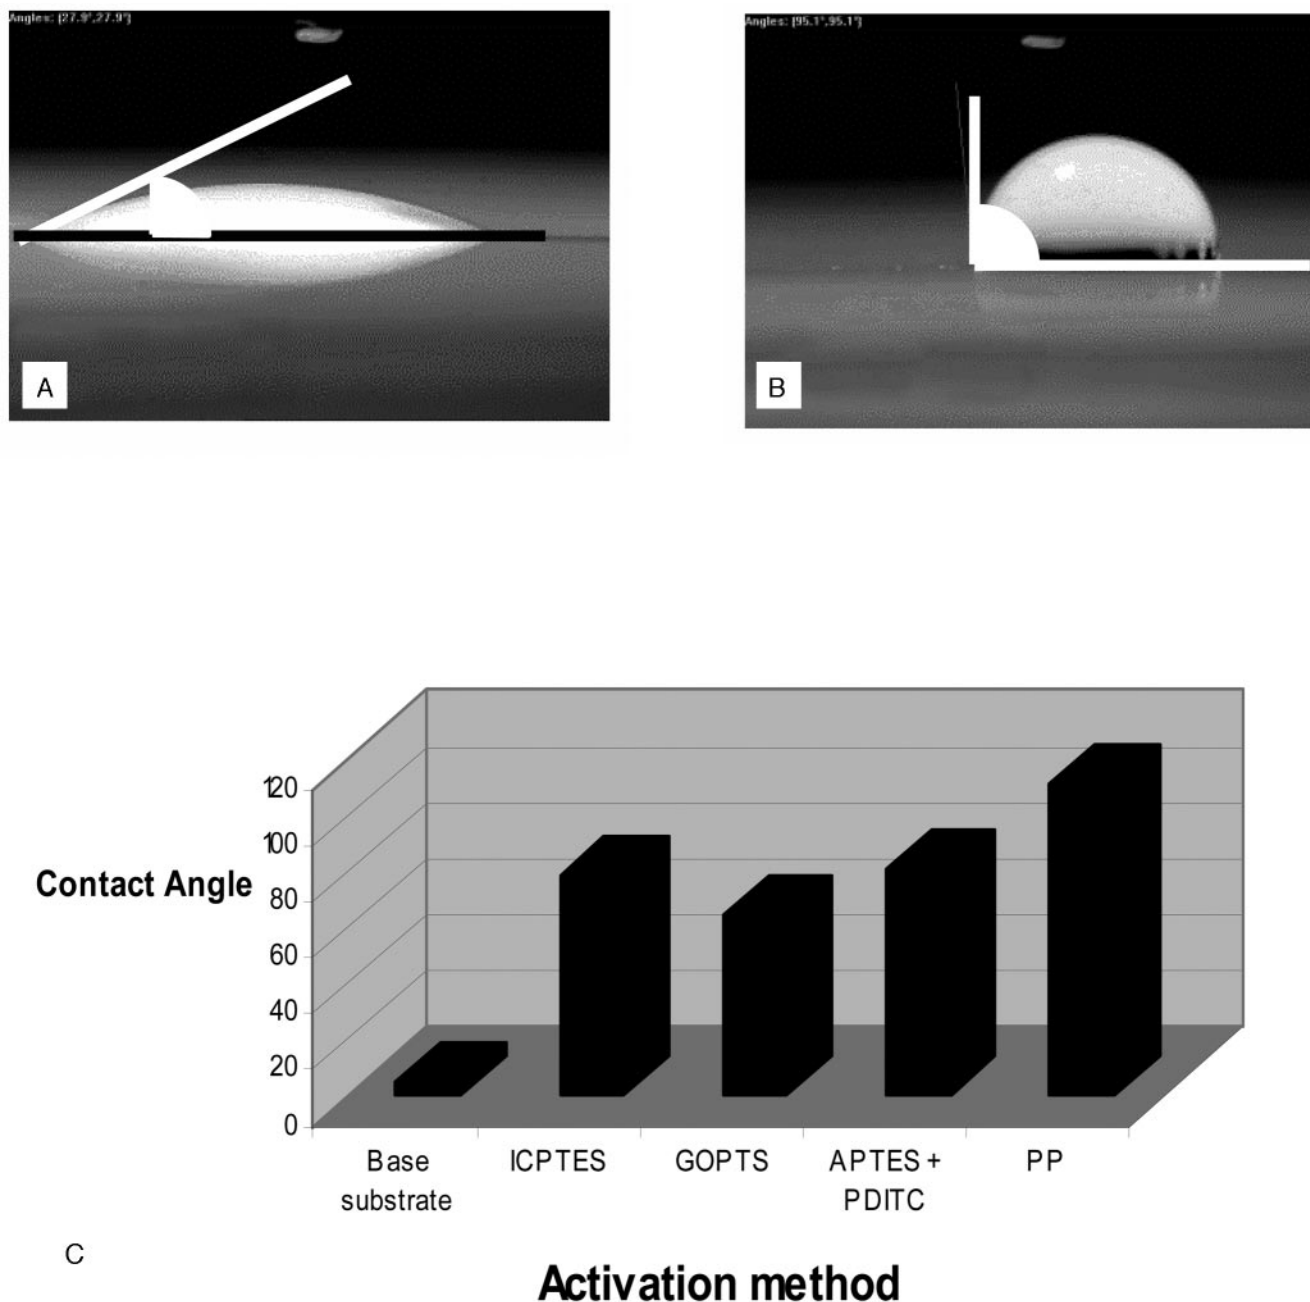 Angles: (27.9°,27.9°)
Angles: (95.1°,95.1°)
A
B
120
100
80
60
40
20
0
Contact Angle
Base substrate
ICPTES
GOPTS
APTES + PDITC
PP
C
Activation method